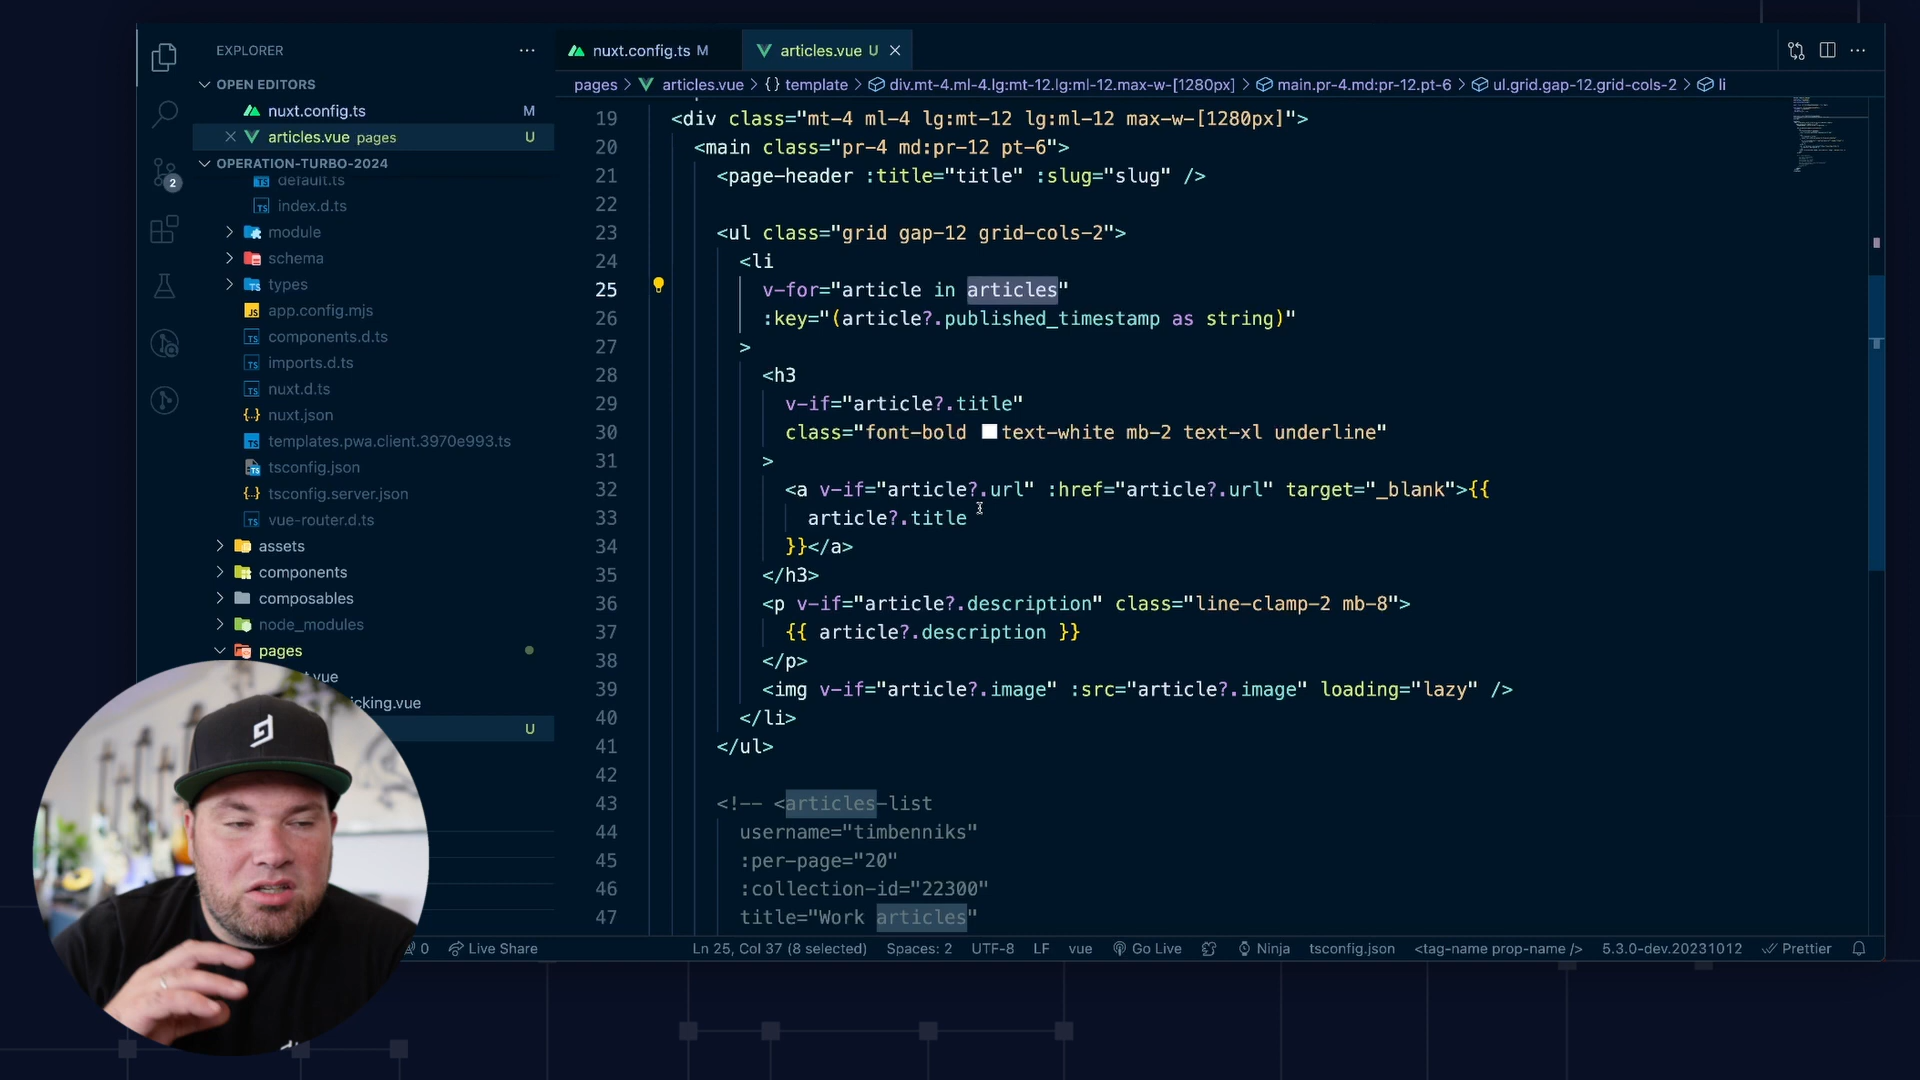 EXPLORER
OPEN EDITORS
nuxt.config.ts M
articles.vue pages U
OPERATION-TURBO-2024
default.ts
index.d.ts
module
schema
types
app.config.mjs
components.d.ts
imports.d.ts
nuxt.d.ts
nuxt.json
templates.pwa.client.3970e993.ts
tsconfig.json
tsconfig.server.json
vue-router.d.ts
assets
components
composables
node_modules
pages
t.vue
icking.vue
U
2
nuxt.config.ts M
articles.vue U
pages > articles.vue > {} template > div.mt-4.ml-4.lg:mt-12.lg:ml-12.max-w-[1280px] > main.pr-4.md:pr-12.pt-6 > ul.grid.gap-12.grid-cols-2 > li
19 <div class="mt-4 ml-4 lg:mt-12 lg:ml-12 max-w-[1280px]">
20 <main class="pr-4 md:pr-12 pt-6">
21 <page-header :title="title" :slug="slug" />
22
23 <ul class="grid gap-12 grid-cols-2">
24 <li
25 v-for="article in articles"
26 :key="(article?.published_timestamp as string)"
27 >
28 <h3
29 v-if="article?.title"
30 class="font-bold text-white mb-2 text-xl underline"
31 >
32 <a v-if="article?.url" :href="article?.url" target="_blank">{{
33 article?.title
34 }}</a>
35 </h3>
36 <p v-if="article?.description" class="line-clamp-2 mb-8">
37 {{ article?.description }}
38 </p>
39 <img v-if="article?.image" :src="article?.image" loading="lazy" />
40 </li>
41 </ul>
42
43 <!-- <articles-list
44 username="timbenniks"
45 :per-page="20"
46 :collection-id="22300"
47 title="Work articles"
0 Live Share Ln 25, Col 37 (8 selected) Spaces: 2 UTF-8 LF vue Go Live Ninja tsconfig.json <tag-name prop-name /> 5.3.0-dev.20231012 Prettier